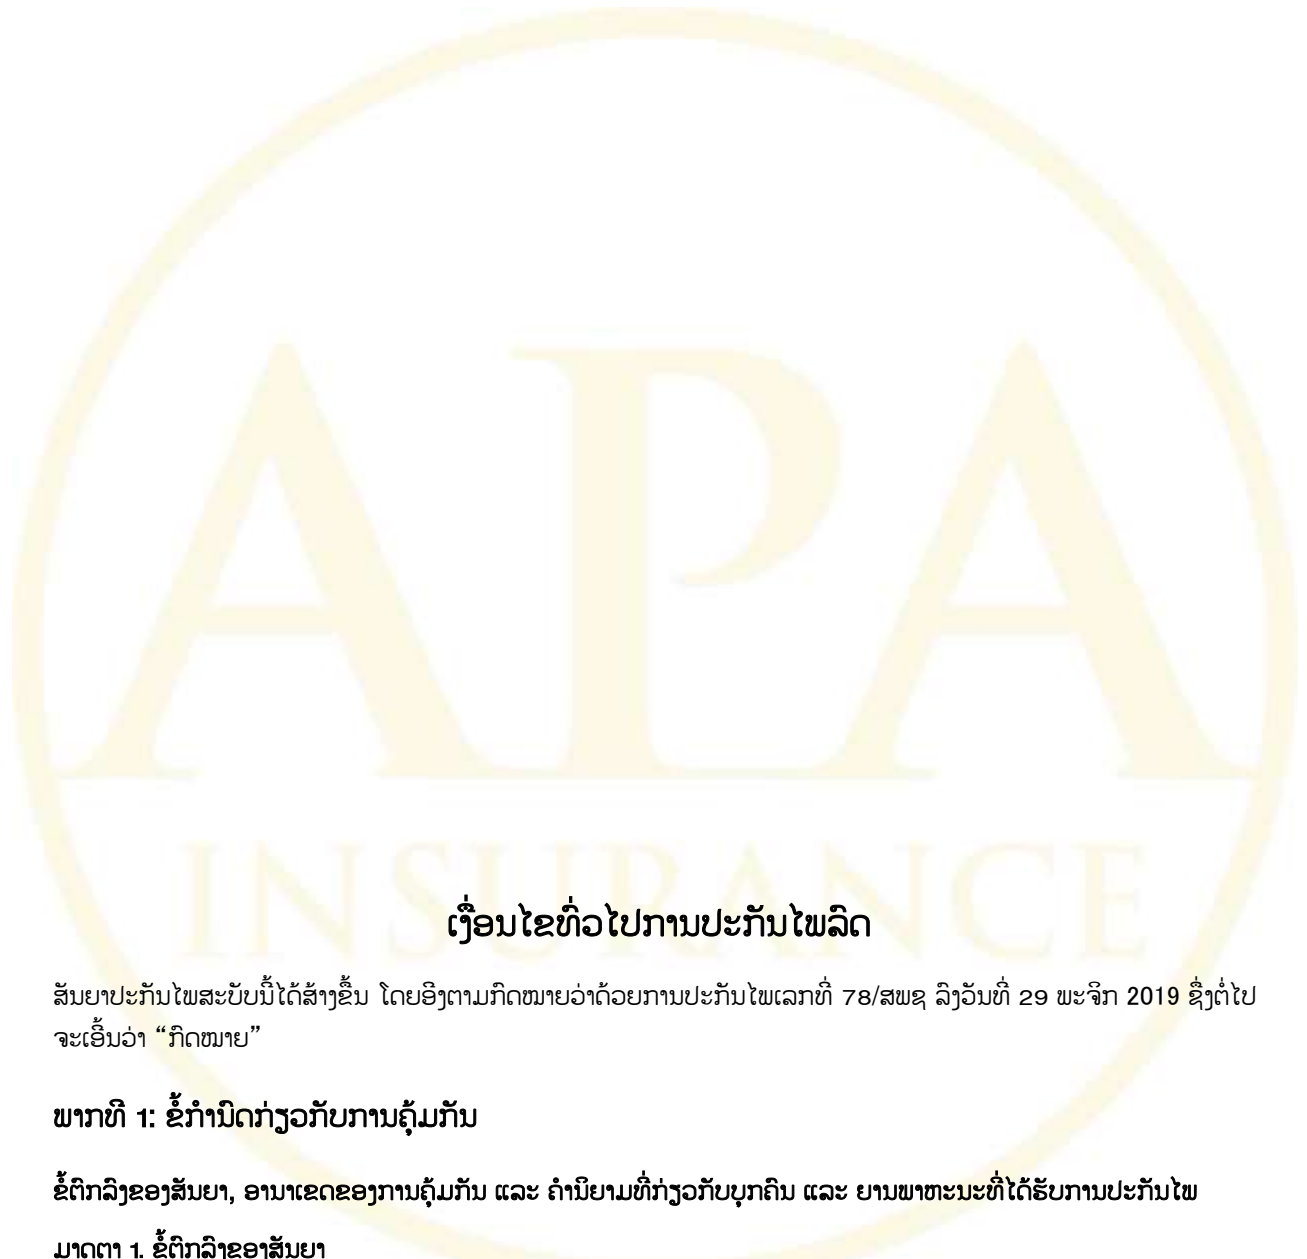 APA
INSURANCE
ເງື່ອນໄຂທົ່ວໄປການປະກັນໄພລົດ
ສັນຍາປະກັນໄພສະບັບນີ້ໄດ້ສ້າງຂື້ນ ໂດຍອີງຕາມກົດໝາຍວ່າດ້ວຍການປະກັນໄພເລກທີ່ 78/ສພຊ ລົງວັນທີ່ 29 ພະຈິກ 2019 ຊື່ງຕໍ່ໄປ
ຈະເອີ້ນວ່າ “ກົດໝາຍ”
ພາກທີ 1: ຂໍ້ກຳນົດກ່ຽວກັບການຄຸ້ມກັນ
ຂໍ້ຕົກລົງຂອງສັນຍາ, ອານາເຂດຂອງການຄຸ້ມກັນ ແລະ ຄຳນິຍາມທີ່ກ່ຽວກັບບຸກຄົນ ແລະ ຍານພາຫະນະທີ່ໄດ້ຮັບການປະກັນໄພ
ມາດຕາ 1. ຂໍ້ຕົກລົງຂອງສັນຍາ